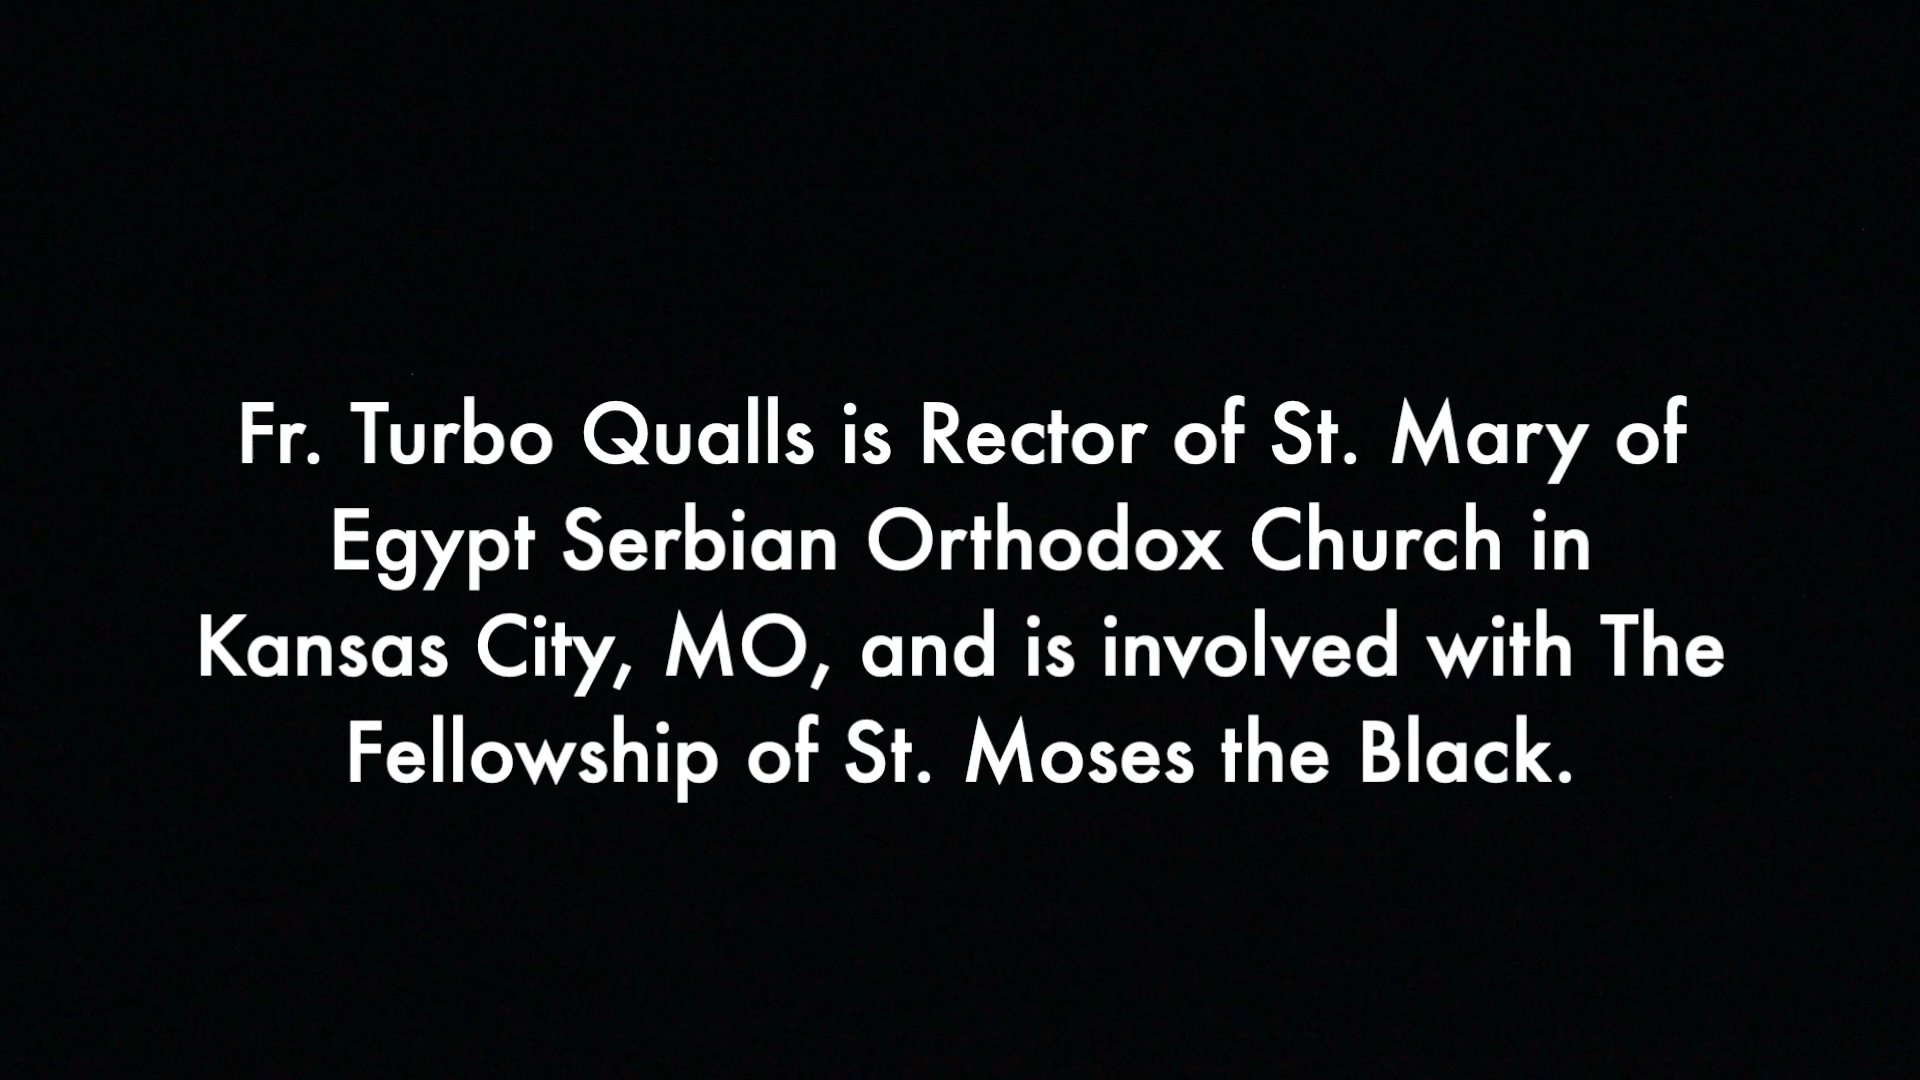 Fr. Turbo Qualls is Rector of St. Mary of
Egypt Serbian Orthodox Church in
Kansas City, MO, and is involved with The
Fellowship of St. Moses the Black.